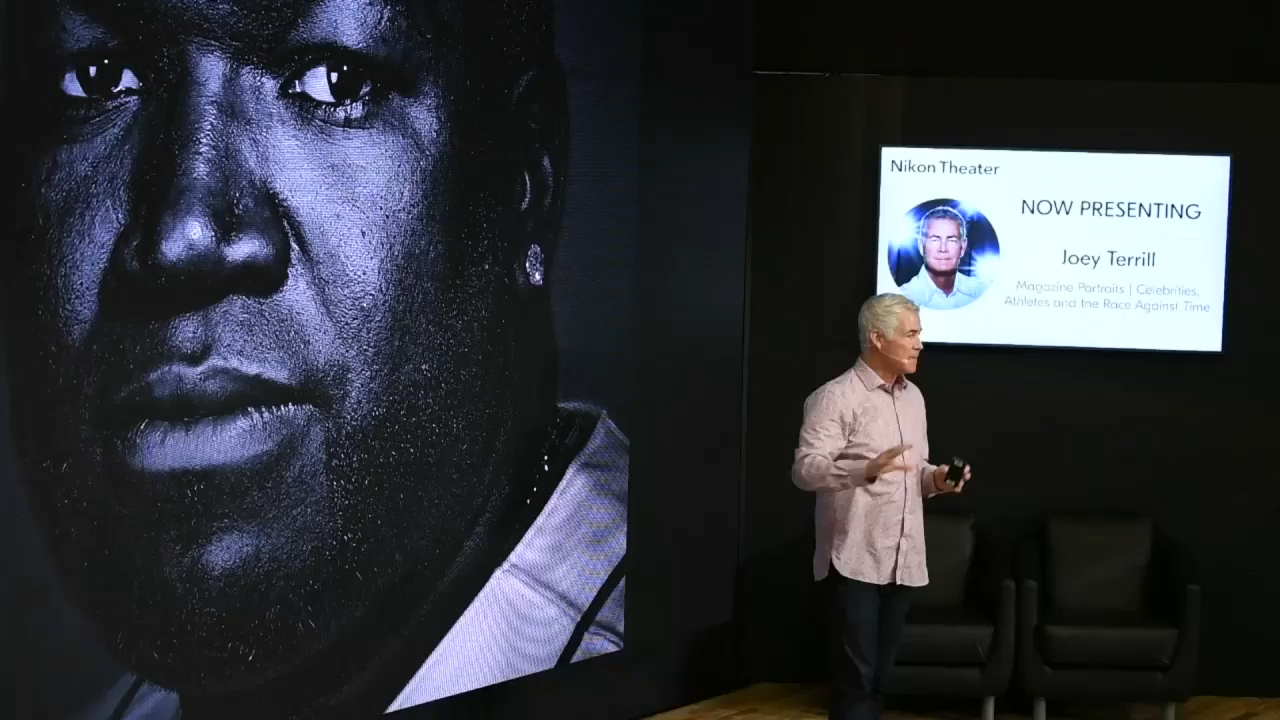 Nikon Theater
NOW PRESENTING
Joey Terrill
Magazine Portraits | Celebrities,
Athletes and the Race Against Time